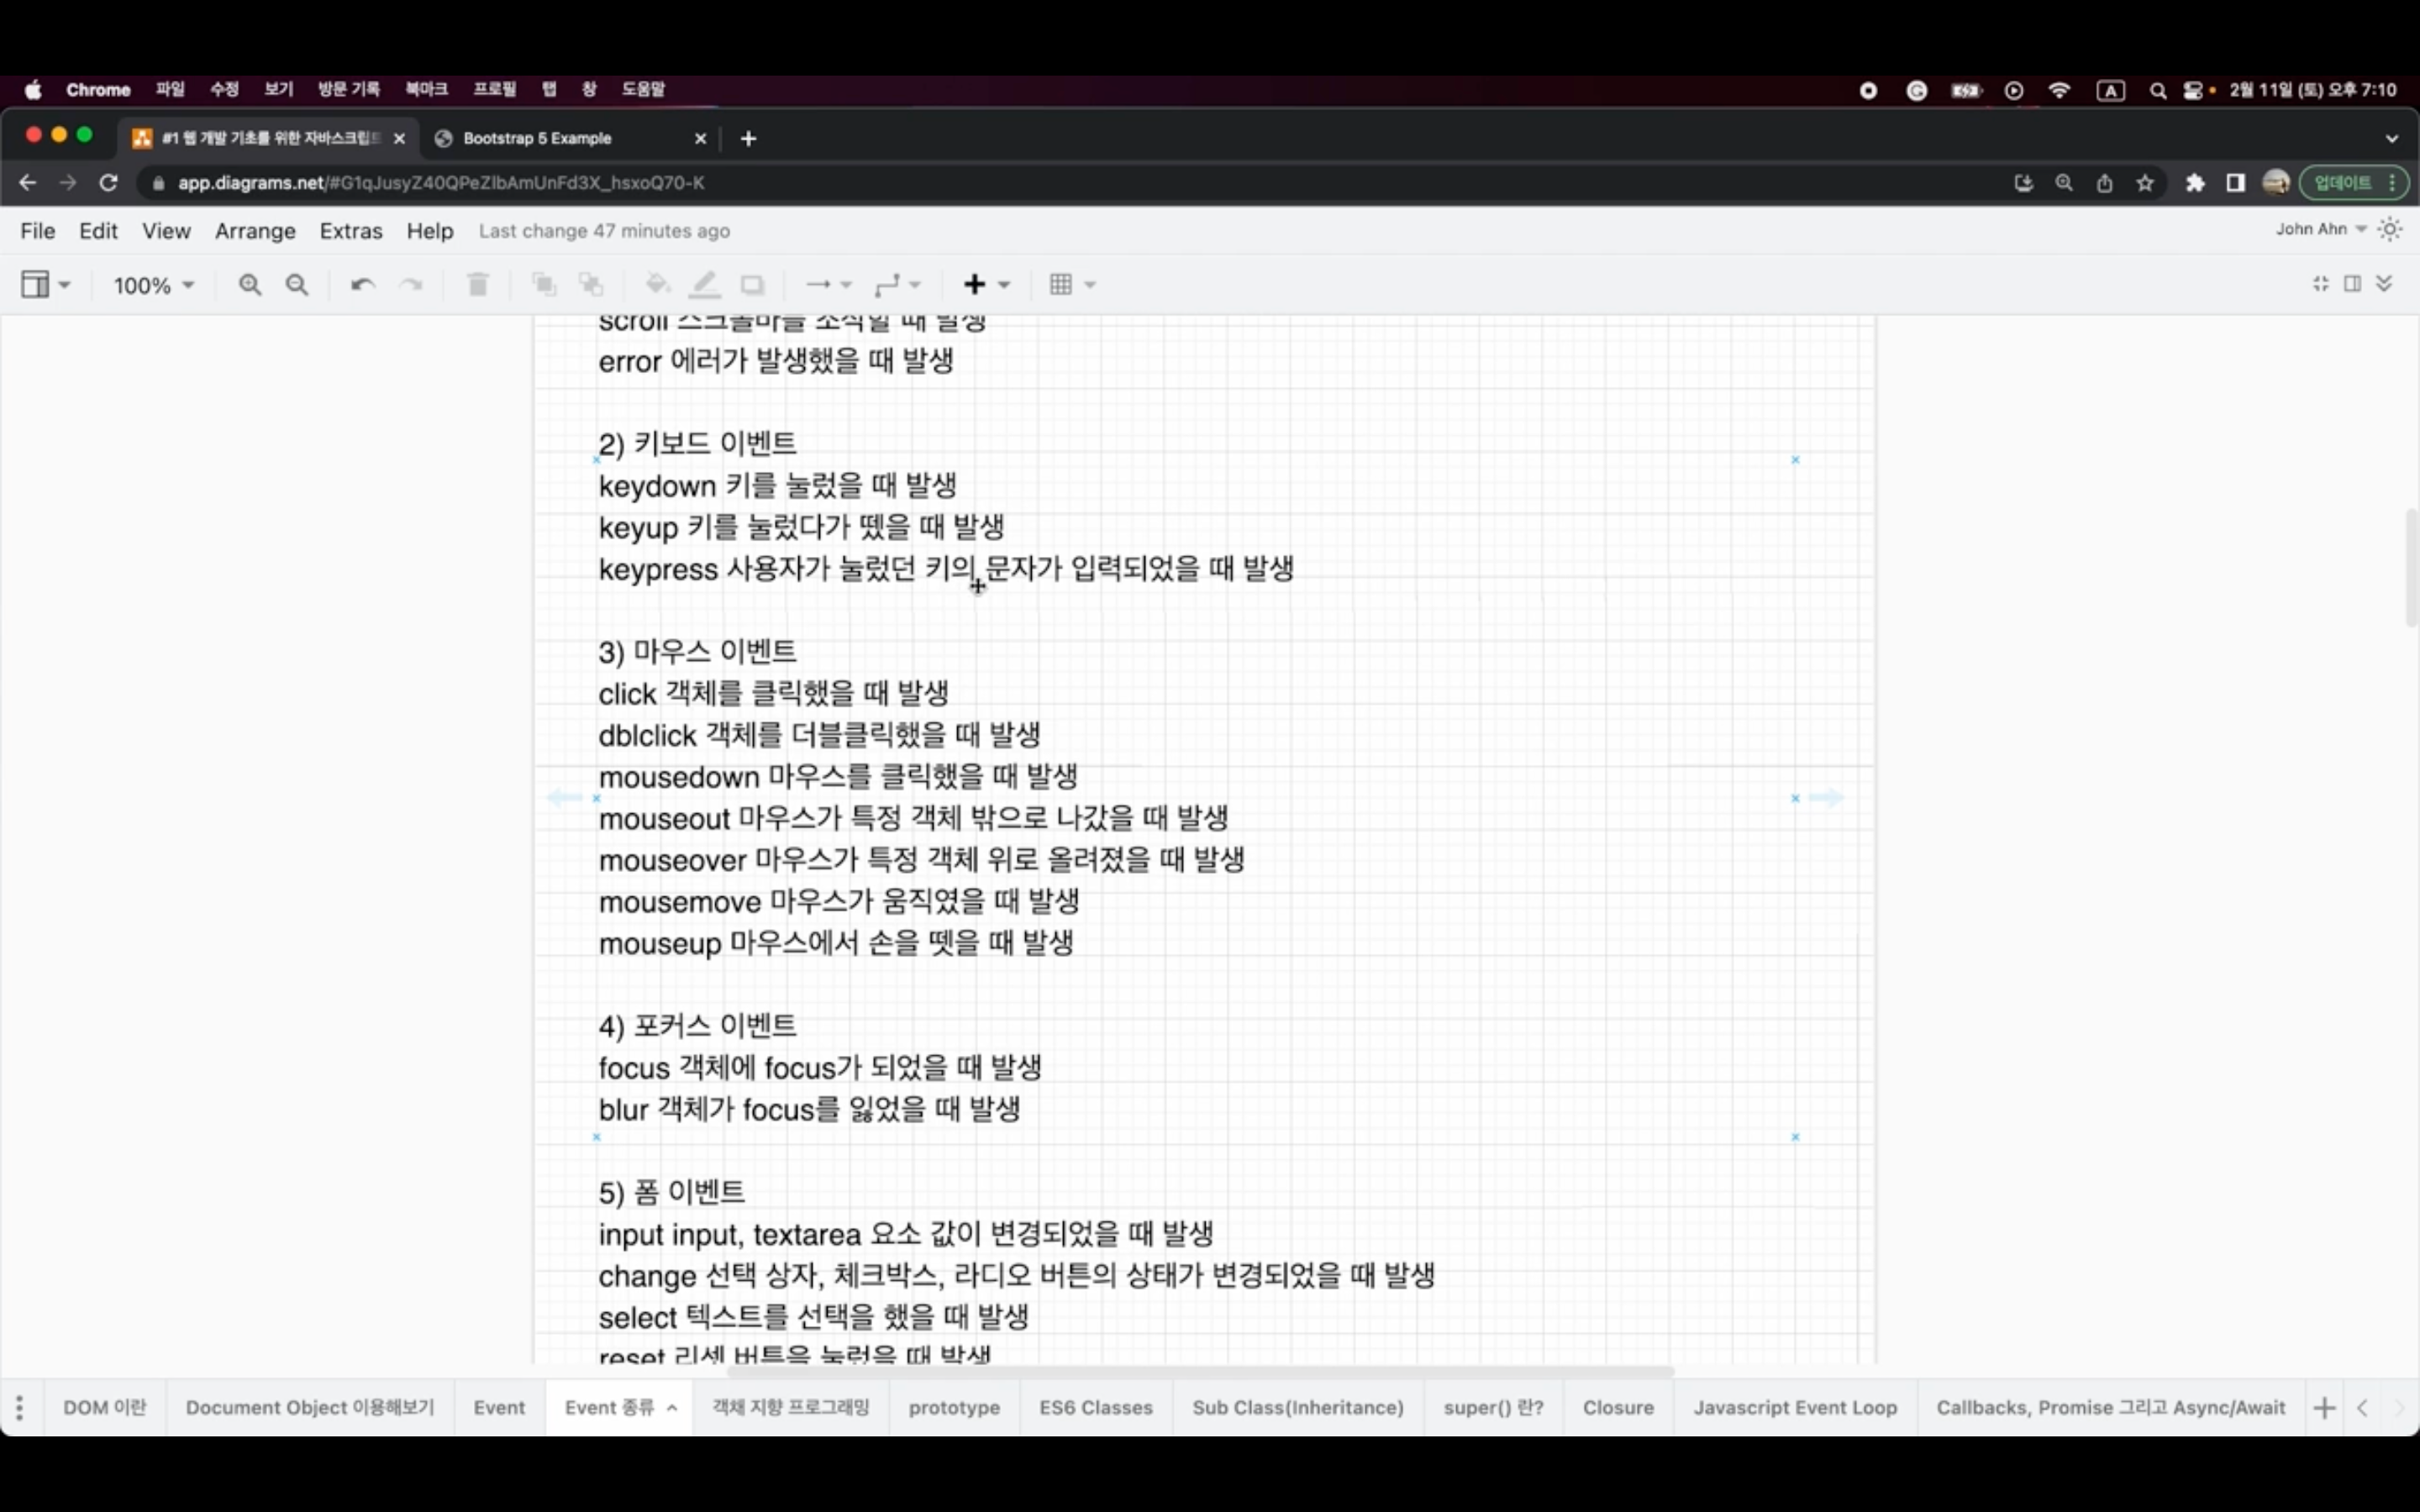 Chrome 파일 수정 보기 방문 기록 북마크 프로필 탭 창 도움말 A 2월 11일 (토) 오후 7:10
#1 웹 개발 기초를 위한 자바스크립트 Bootstrap 5 Example
app.diagrams.net/#G1qJusyZ40QPeZlbAmUnFd3X_hsxoQ70-K 업데이트
File Edit View Arrange Extras Help Last change 47 minutes ago John Ahn
100%
scroll 스크롤바를 조작할 때 발생
error 에러가 발생했을 때 발생
2) 키보드 이벤트
keydown 키를 눌렀을 때 발생
keyup 키를 눌렀다가 뗐을 때 발생
keypress 사용자가 눌렀던 키의 문자가 입력되었을 때 발생
3) 마우스 이벤트
click 객체를 클릭했을 때 발생
dblclick 객체를 더블클릭했을 때 발생
mousedown 마우스를 클릭했을 때 발생
mouseout 마우스가 특정 객체 밖으로 나갔을 때 발생
mouseover 마우스가 특정 객체 위로 올려졌을 때 발생
mousemove 마우스가 움직였을 때 발생
mouseup 마우스에서 손을 뗏을 때 발생
4) 포커스 이벤트
focus 객체에 focus가 되었을 때 발생
blur 객체가 focus를 잃었을 때 발생
5) 폼 이벤트
input input, textarea 요소 값이 변경되었을 때 발생
change 선택 상자, 체크박스, 라디오 버튼의 상태가 변경되었을 때 발생
select 텍스트를 선택을 했을 때 발생
reset 리셋 버튼을 눌렀을 때 발생
DOM 이란 Document Object 이용해보기 Event Event 종류 객체 지향 프로그래밍 prototype ES6 Classes Sub Class(Inheritance) super() 란? Closure Javascript Event Loop Callbacks, Promise 그리고 Async/Await